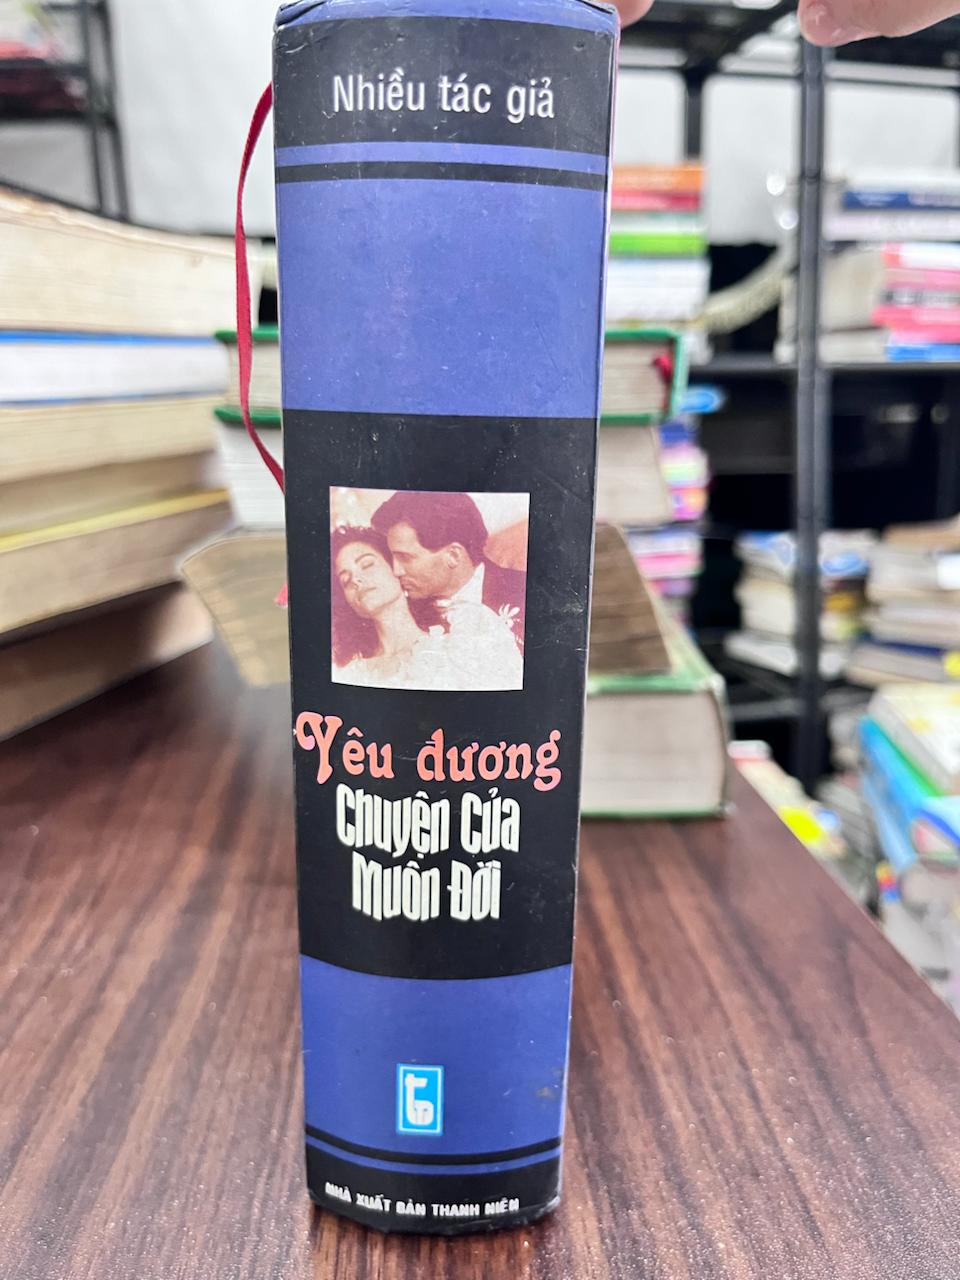 Nhiều tác giả
Yêu đương
Chuyện Của
Muôn Đời
NHÀ XUẤT BẢN THANH NIÊN